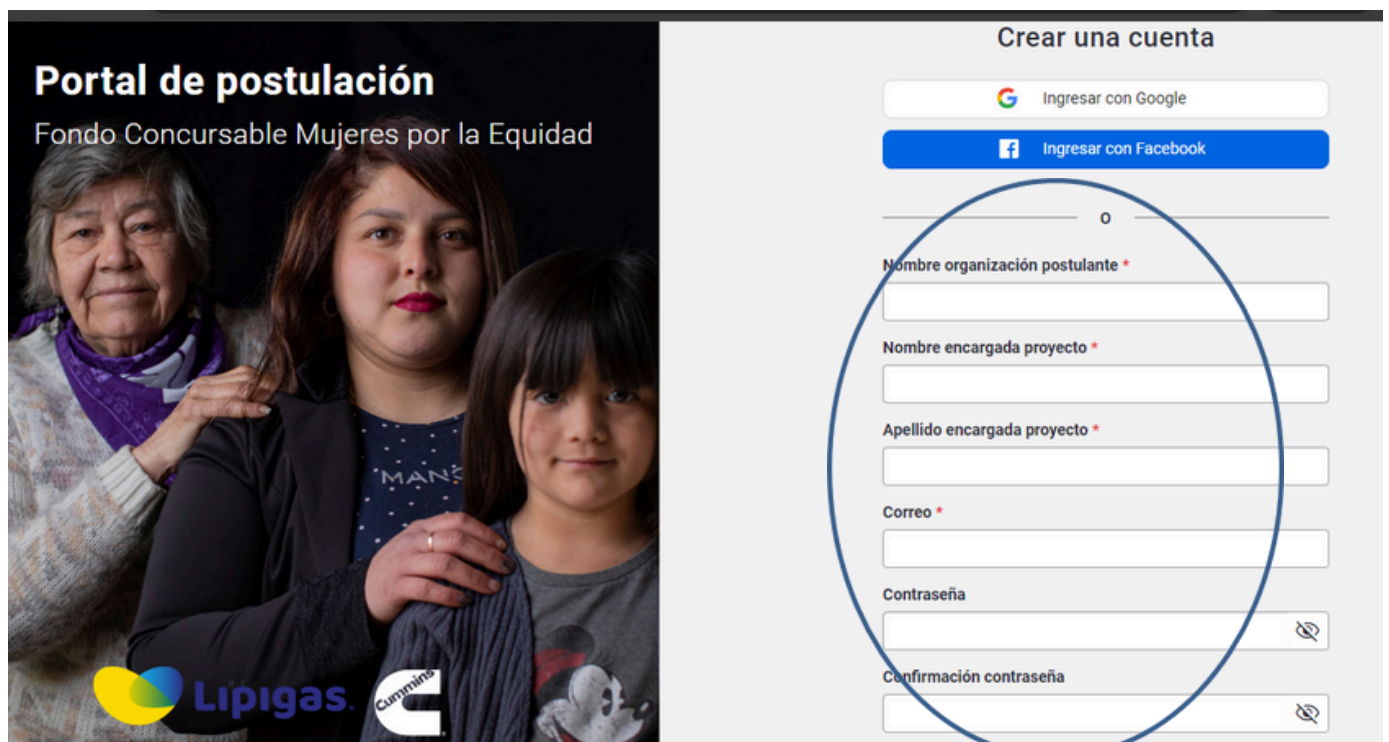 Portal de postulación
Fondo Concursable Mujeres por la Equidad
MANG
Lipigas.
Cummins
Crear una cuenta
Ingresar con Google
Ingresar con Facebook
o
Nombre organización postulante *
Nombre encargada proyecto *
Apellido encargada proyecto *
Correo *
Contraseña
Confirmación contraseña